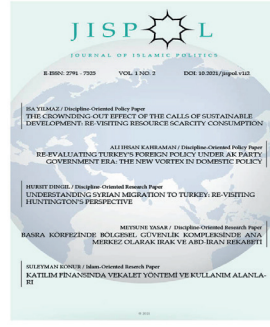 JISPOL
JOURNAL OF ISLAMIC POLITICS
E-ISSN: 2791 - 7525 VOL. 1 NO. 2 DOI: 10.2021/jispol.v1i2
ISA YILMAZ / Discipline-Oriented Policy Paper
THE CROWDING-OUT EFFECT OF THE CALLS OF SUSTAINABLE
DEVELOPMENT: RE-VISITING RESOURCE SCARCITY CONSUMPTION
ALI IHSAN KAHRAMAN / Discipline-Oriented Policy Paper
RE-EVALUATING TURKEY'S FOREIGN POLICY UNDER AK PARTY
GOVERNMENT ERA: THE NEW VORTEX IN DOMESTIC POLICY
HURSIT DINGIL / Discipline-Oriented Research Paper
UNDERSTANDING SYRIAN MIGRATION TO TURKEY: RE-VISITING
HUNTINGTON'S PERSPECTIVE
MEYSUNE YASAR / Discipline-Oriented Research Paper
BASRA KÖRFEZİNDE BÖLGESEL GÜVENLİK KOMPLEKSİNDE ANA
MERKEZ OLARAK IRAK VE ABD-İRAN REKABETİ
SULEYMAN KONUR / Islam-Oriented Reserch Paper
KATILIM FİNANSINDA VEKALET YÖNTEMİ VE KULLANIM ALANLA-
RI